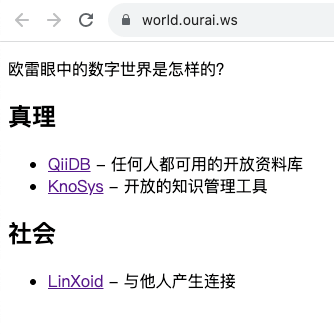 world.ourai.ws
欧雷眼中的数字世界是怎样的?
真理
QiiDB – 任何人都可用的开放资料库
KnoSys – 开放的知识管理工具
社会
LinXoid – 与他人产生连接